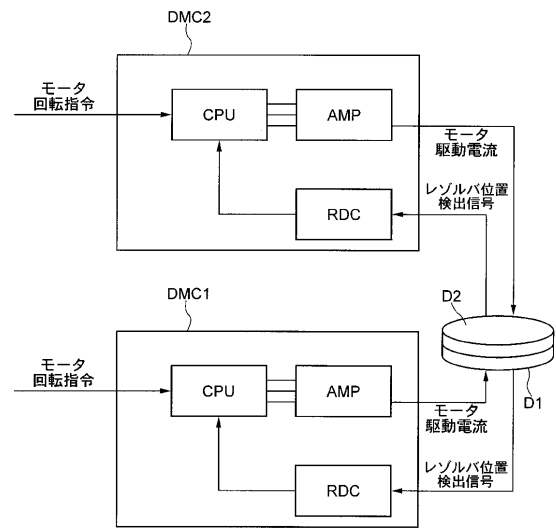 DMC2
モータ
回転指令
CPU
AMP
モータ
駆動電流
レゾルバ位置
検出信号
RDC
D2
DMC1
モータ
回転指令
CPU
AMP
モータ
駆動電流
D1
レゾルバ位置
検出信号
RDC